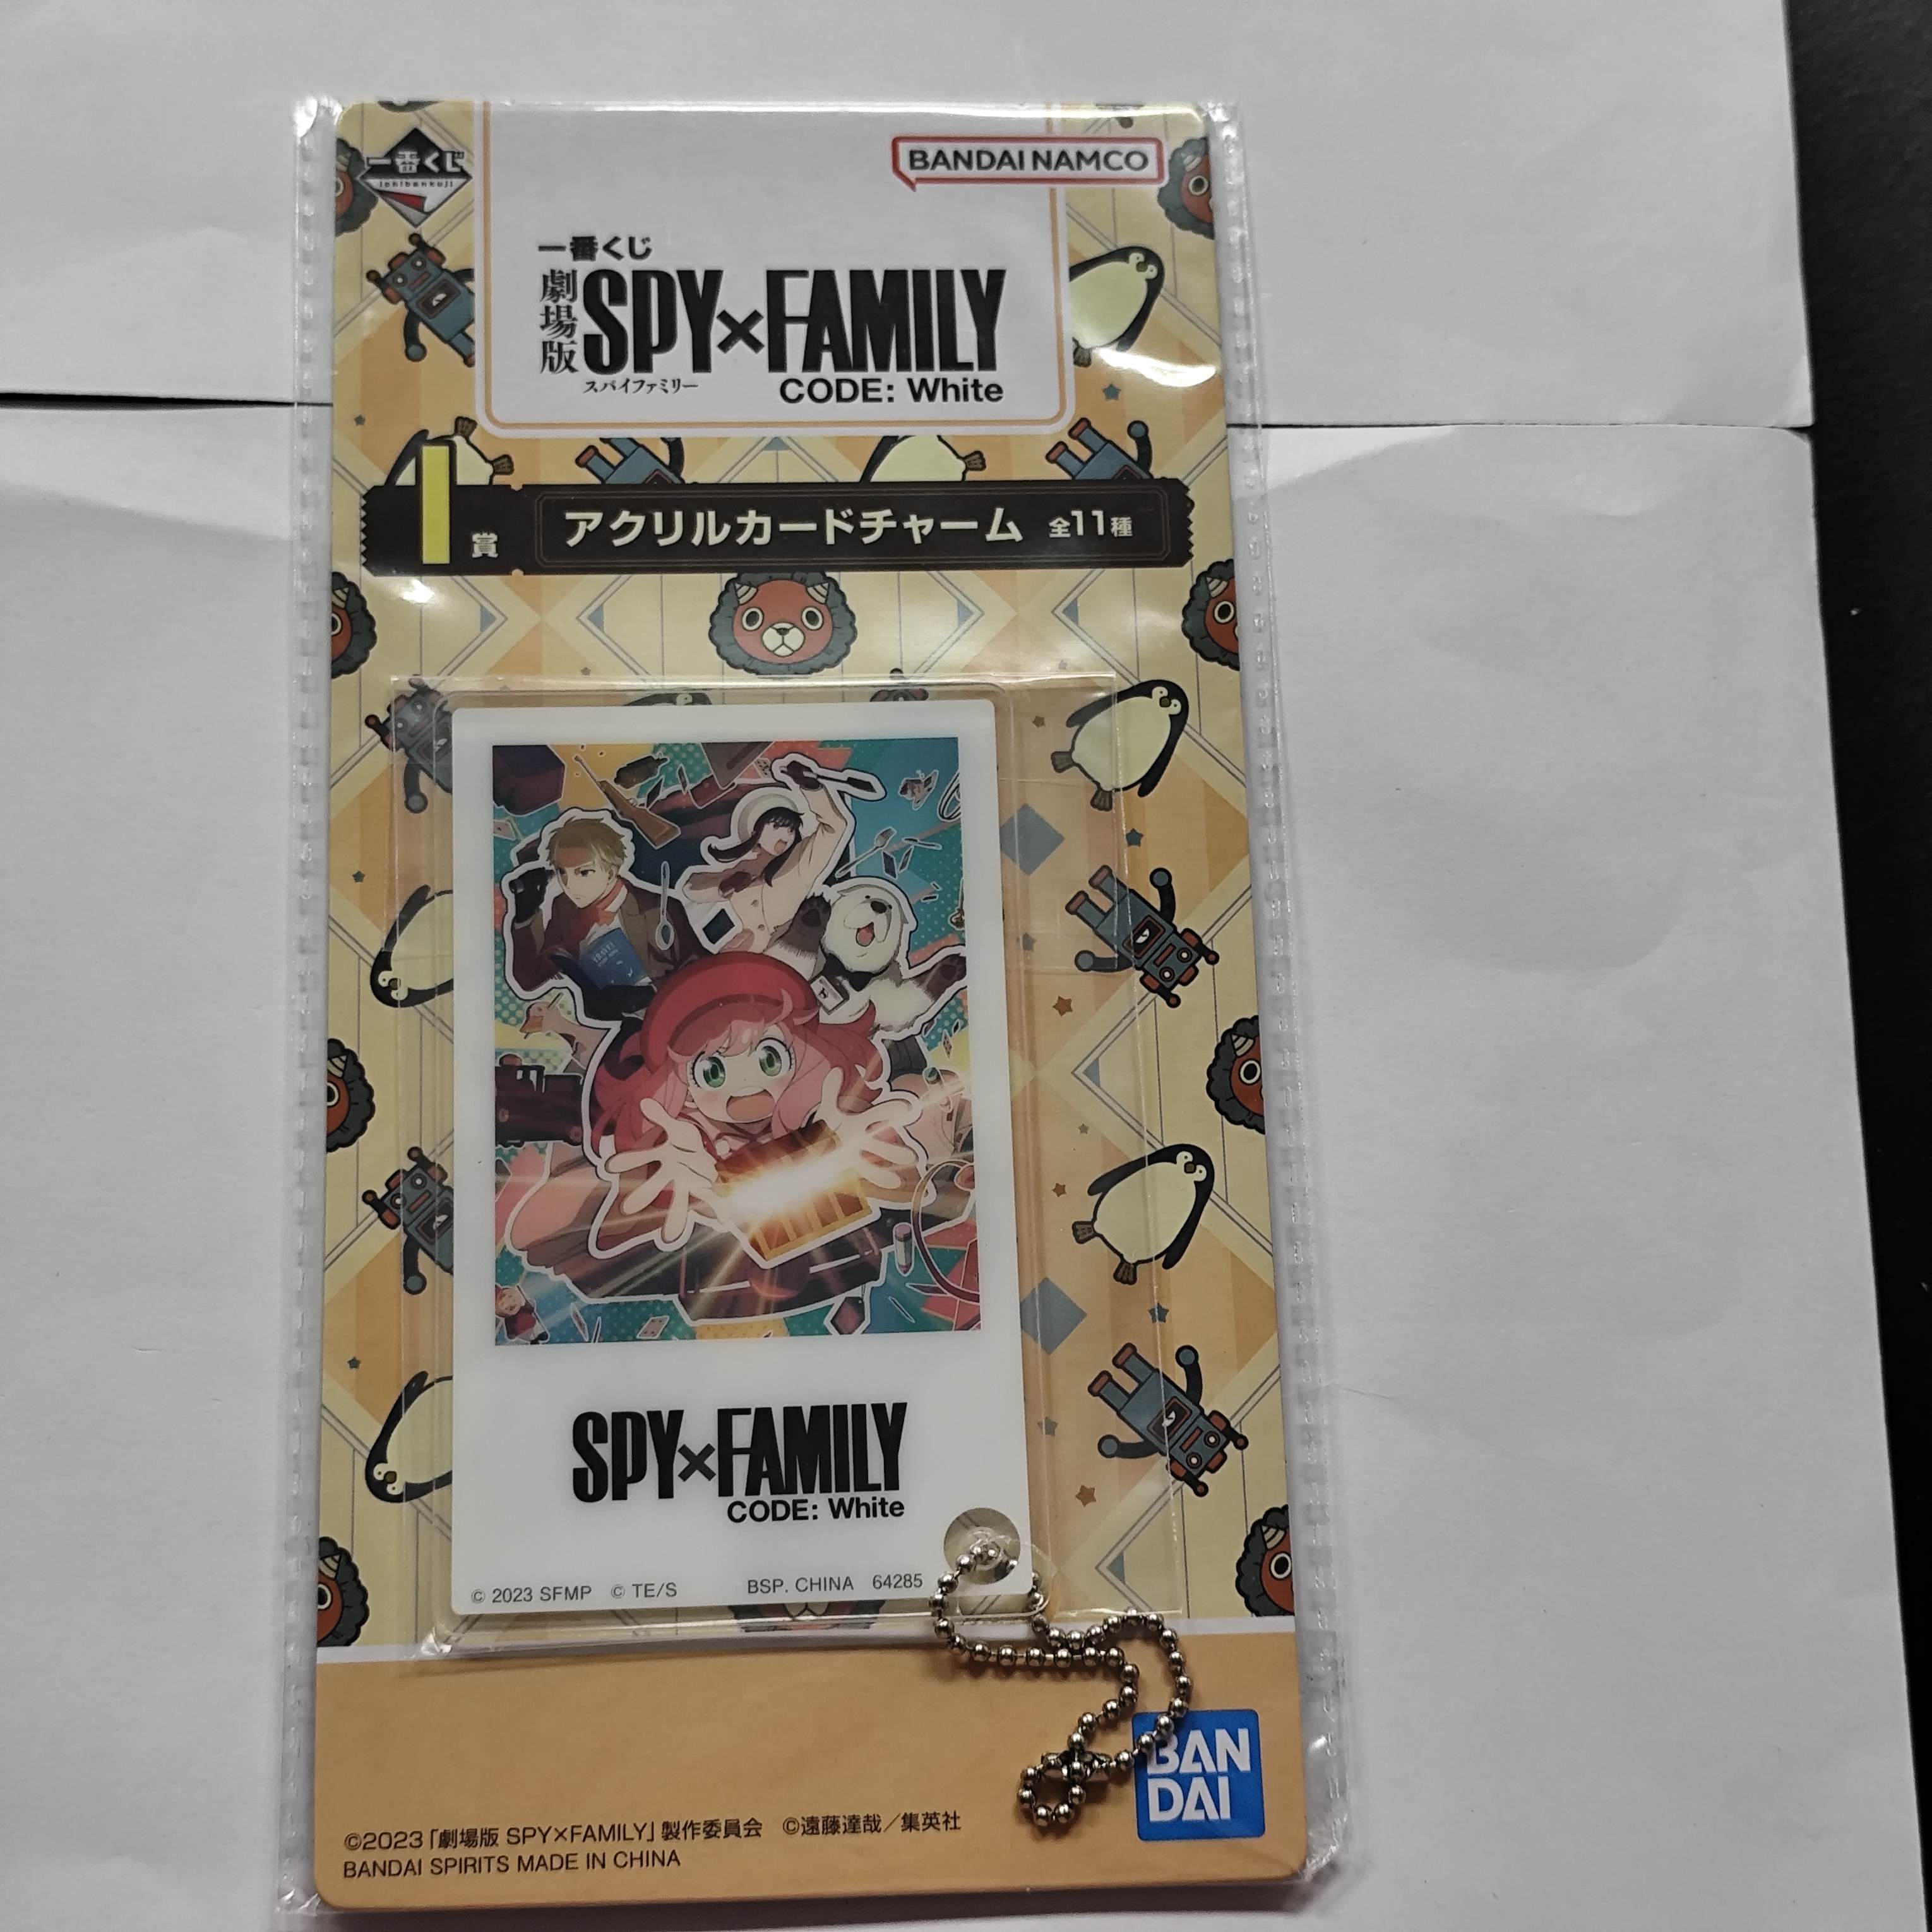 一番くじ
ichibankuji
BANDAI NAMCO
一番くじ
劇場版 SPY×FAMILY
スパイファミリー
CODE: White
I賞 アクリルカードチャーム 全11種
SPY×FAMILY
CODE: White
© 2023 SFMP © TE/S BSP. CHINA 64285
BAN
DAI
©2023「劇場版 SPY×FAMILY」製作委員会 ©遠藤達哉／集英社
BANDAI SPIRITS MADE IN CHINA